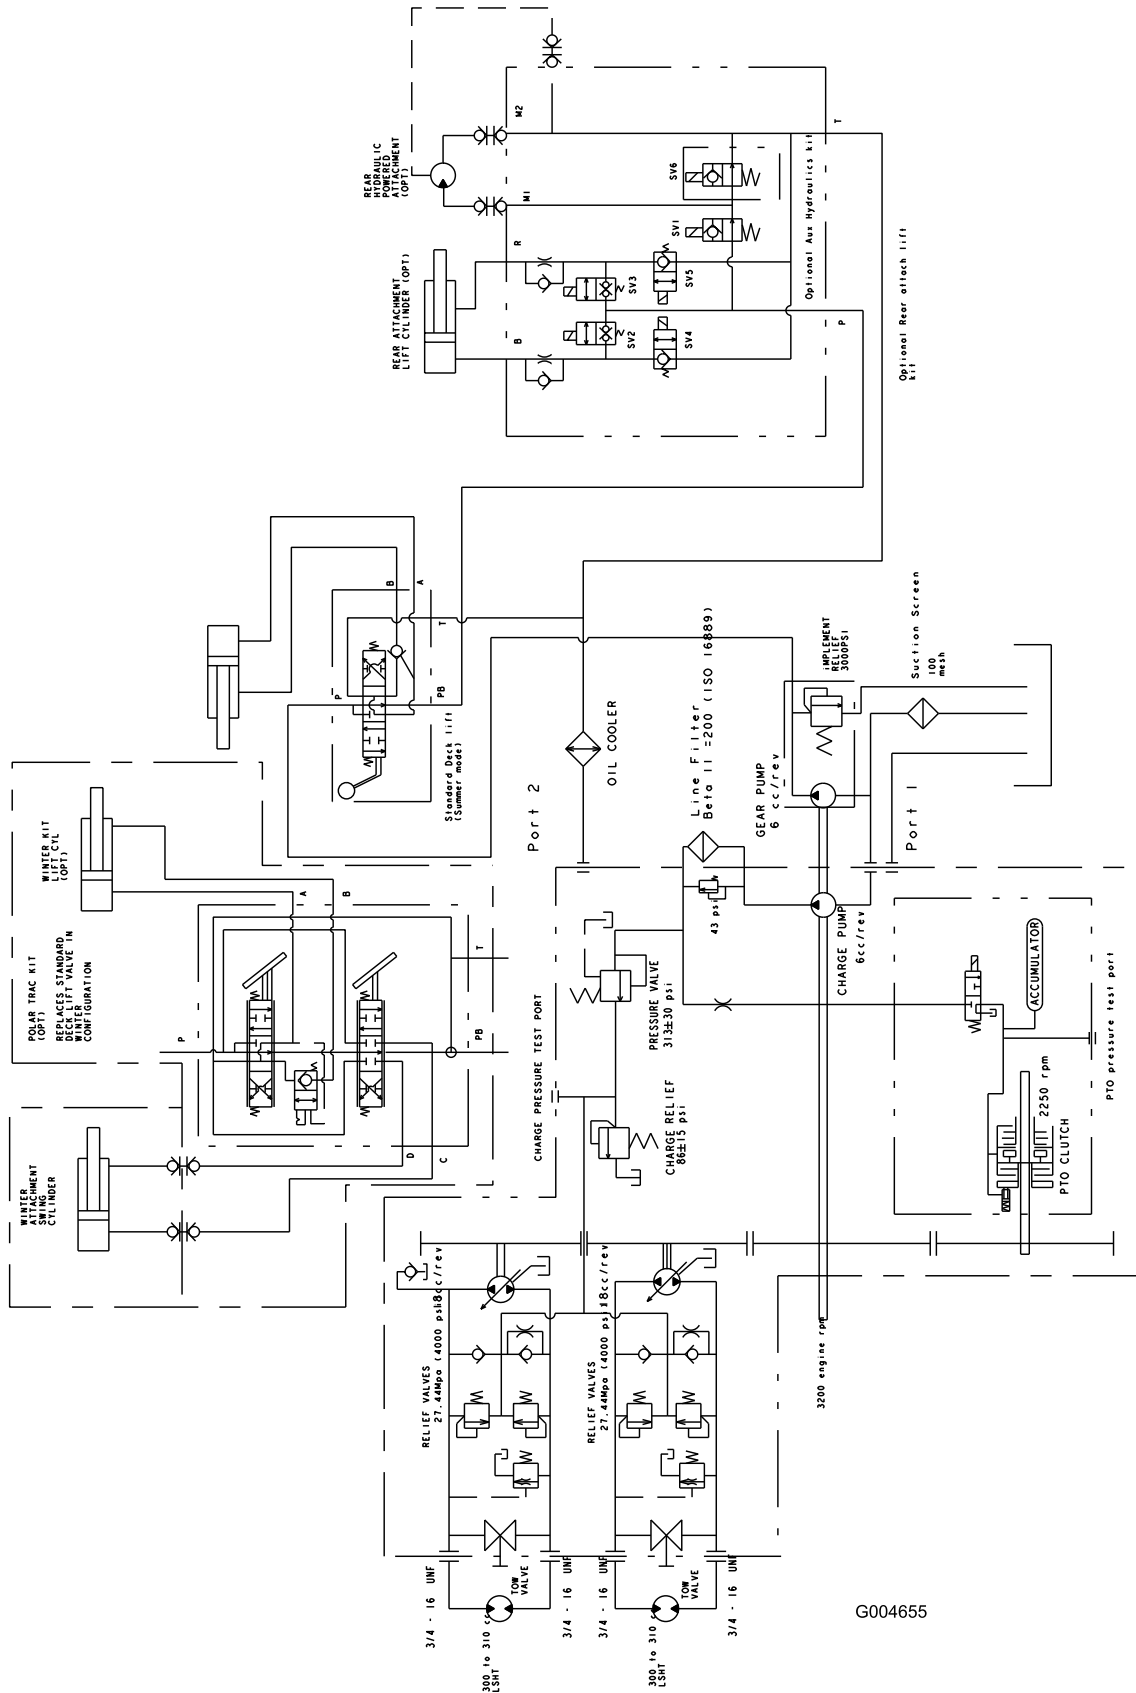 M2
T
REAR
HYDRAULIC
POWERED
ATTACHMENT
(OPT)
SV6
M1
SV1
Optional Aux Hydraulics kit
Optional Rear attach lift
kit
R
REAR ATTACHMENT
LIFT CYLINDER (OPT)
SV3
SV5
B
SV2
SV4
P
B
A
T
P
PB
Standard Deck lift
(Summer mode)
OIL COOLER
Line Filter
Beta 11 =200 (ISO 16889)
IMPLEMENT
RELIEF
3000PSI
Suction Screen
100
mesh
GEAR PUMP
6 cc/rev
Port 2
Port 1
WINTER KIT
LIFT CYL
(OPT)
A
B
POLAR TRAC KIT
(OPT)
REPLACES STANDARD
DECK LIFT VALVE IN
WINTER
CONFIGURATION
T
P
PB
43 psi
CHARGE PUMP
6cc/rev
ACCUMULATOR
PRESSURE VALVE
313±30 psi
CHARGE PRESSURE TEST PORT
PTO pressure test port
2250 rpm
CHARGE RELIEF
86±15 psi
PTO CLUTCH
D
C
WINTER
ATTACHMENT
SWING
CYLINDER
18cc/rev
18cc/rev
RELIEF VALVES
27.44Mpa (4000 psi)
RELIEF VALVES
27.44Mpa (4000 psi)
3200 engine rpm
TOW
VALVE
TOW
VALVE
3/4 - 16 UNF
3/4 - 16 UNF
3/4 - 16 UNF
3/4 - 16 UNF
300 to 310 cc
LSHT
300 to 310 c
LSHT
G004655